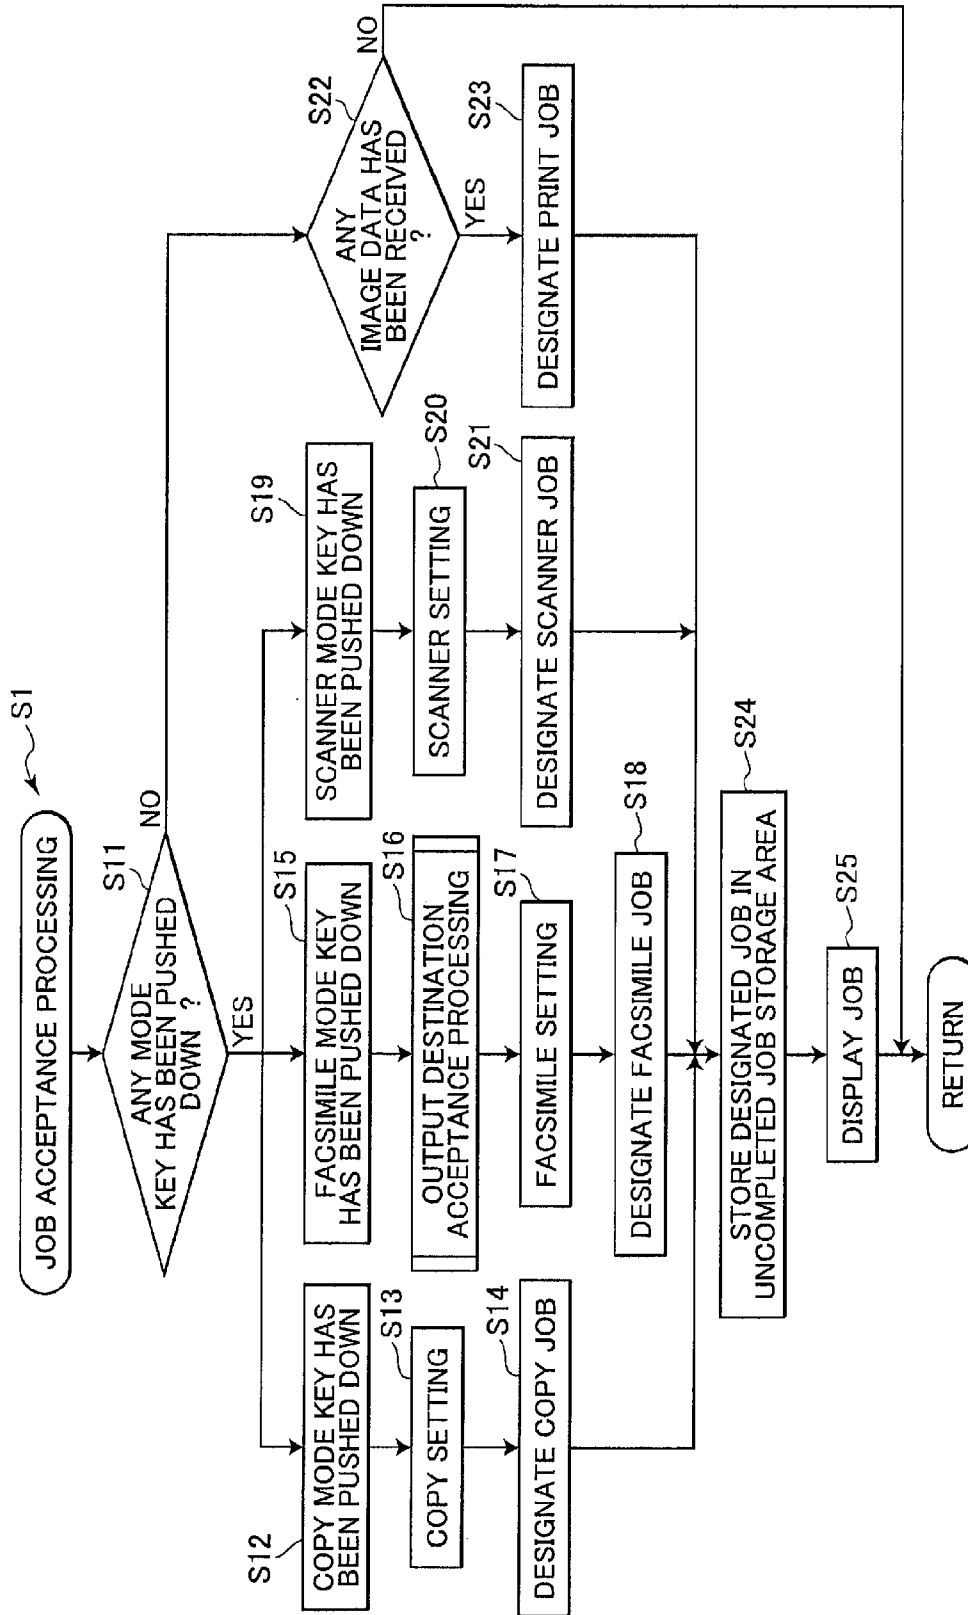 JOB ACCEPTANCE PROCESSING
S1
ANY MODE
KEY HAS BEEN PUSHED
DOWN ?
S11
NO
YES
S12
COPY MODE KEY HAS
BEEN PUSHED DOWN
S13
COPY SETTING
S14
DESIGNATE COPY JOB
S15
FACSIMILE MODE KEY
HAS BEEN PUSHED DOWN
S16
OUTPUT DESTINATION
ACCEPTANCE PROCESSING
S17
FACSIMILE SETTING
S18
DESIGNATE FACSIMILE JOB
S19
SCANNER MODE KEY HAS
BEEN PUSHED DOWN
S20
SCANNER SETTING
S21
DESIGNATE SCANNER JOB
S22
ANY
IMAGE DATA HAS
BEEN RECEIVED
?
NO
YES
S23
DESIGNATE PRINT JOB
S24
STORE DESIGNATED JOB IN
UNCOMPLETED JOB STORAGE AREA
S25
DISPLAY JOB
RETURN